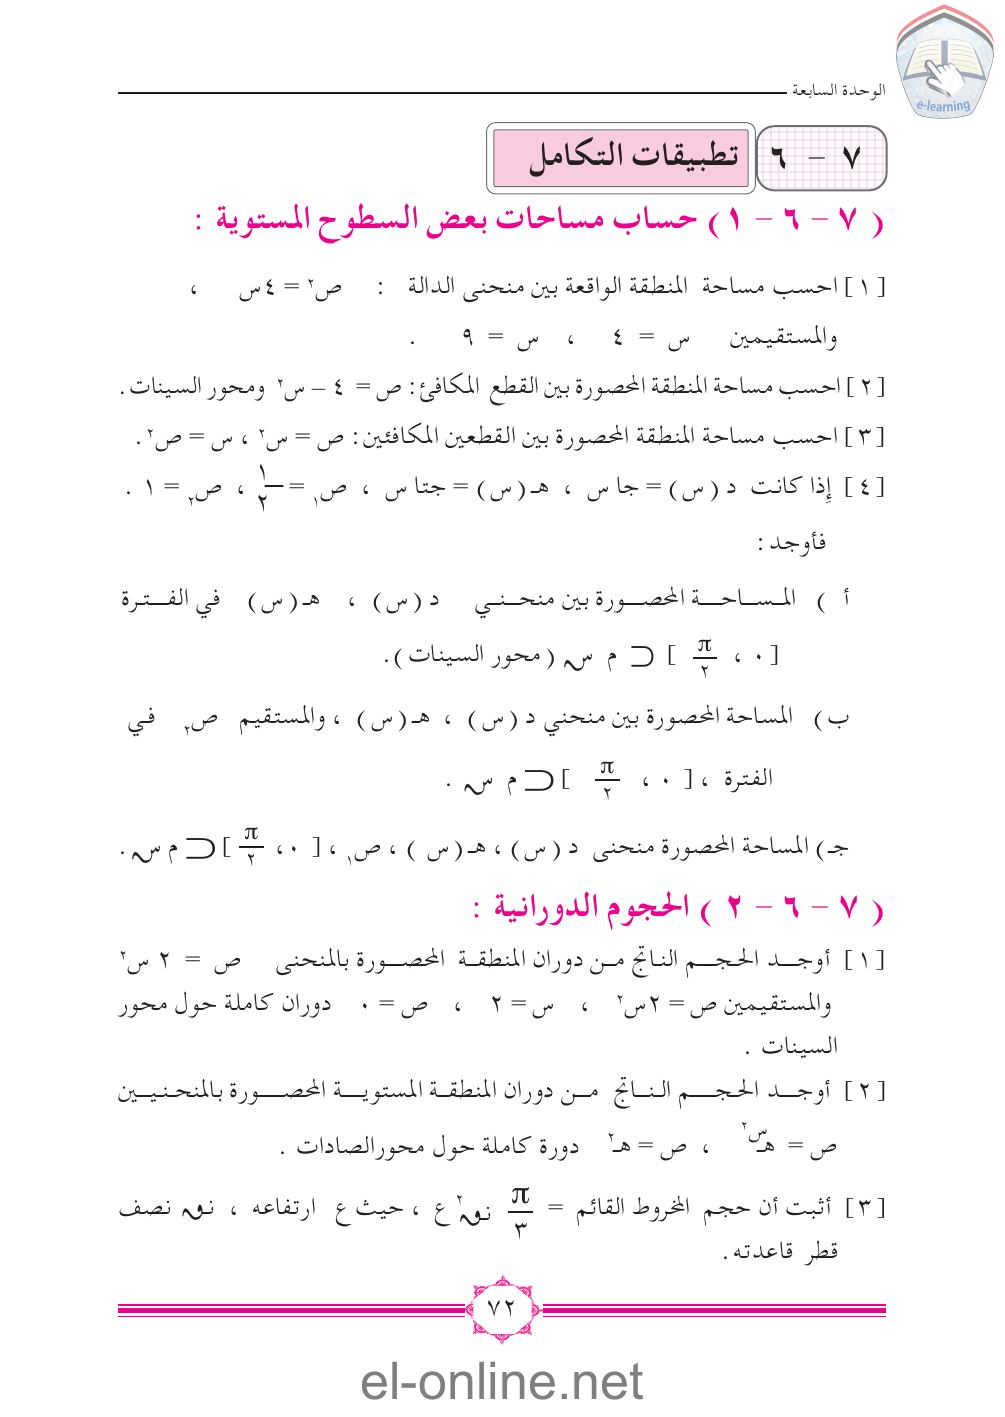 e-learning
الوحدة السابعة
٧ – ٦ تطبيقات التكامل
( ٧ – ٦ – ١ ) حساب مساحات بعض السطوح المستوية :
[ ١ ] احسب مساحة المنطقة الواقعة بين منحنى الدالة : ص٢ = ٤س ،
والمستقيمين س = ٤ ، س = ٩ .
[ ٢ ] احسب مساحة المنطقة المحصورة بين القطع المكافئ : ص = ٤ – س٢ ومحور السينات .
[ ٣ ] احسب مساحة المنطقة المحصورة بين القطعين المكافئين : ص = س٢ ، س = ص٢ .
[ ٤ ] إذا كانت د ( س ) = جا س ، هـ ( س ) = جتا س ، ص١ = ١/٢ ، ص٢ = ١ .
فأوجد :
أ ) المساحة المحصورة بين منحنيي د ( س ) ، هـ ( س ) في الفترة
[ ٠ ، π/٢ ] ⊂ م س ( محور السينات ) .
ب ) المساحة المحصورة بين منحنيي د ( س ) ، هـ ( س ) ، والمستقيم ص٢ في
الفترة ، [ ٠ ، π/٢ ] ⊂ م س .
جـ ) المساحة المحصورة منحنى د ( س ) ، هـ ( س ) ، ص١ ، [ ٠ ، π/٢ ] ⊂ م س .
( ٧ – ٦ – ٢ ) الحجوم الدورانية :
[ ١ ] أوجد الحجم الناتج من دوران المنطقة المحصورة بالمنحنى ص = ٢ س٢
والمستقيمين ص = ٢س٢ ، س = ٢ ، ص = ٠ دوران كاملة حول محور
السينات .
[ ٢ ] أوجد الحجم الناتج من دوران المنطقة المستوية المحصورة بالمنحنيين
ص = هـس٢ ، ص = هـ٢ دورة كاملة حول محورالصادات .
[ ٣ ] أثبت أن حجم المخروط القائم = π/٣ نق٢ ع ، حيث ع ارتفاعه ، نق نصف
قطر قاعدته .
٧٢
el-online.net